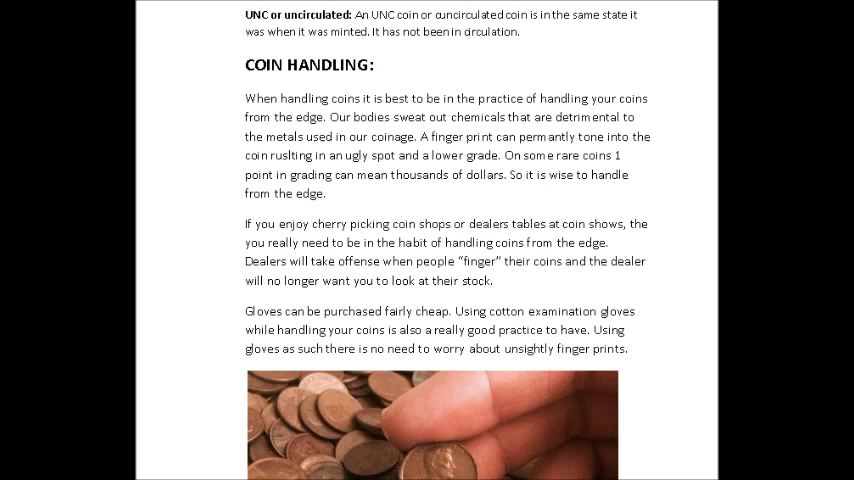 UNC or uncirculated: An UNC coin or cuncirculated coin is in the same state it
was when it was minted. It has not been in circulation.
COIN HANDLING:
When handling coins it is best to be in the practice of handling your coins
from the edge. Our bodies sweat out chemicals that are detrimental to
the metals used in our coinage. A finger print can permantly tone into the
coin ruslting in an ugly spot and a lower grade. On some rare coins 1
point in grading can mean thousands of dollars. So it is wise to handle
from the edge.
If you enjoy cherry picking coin shops or dealers tables at coin shows, the
you really need to be in the habit of handling coins from the edge.
Dealers will take offense when people “finger” their coins and the dealer
will no longer want you to look at their stock.
Gloves can be purchased fairly cheap. Using cotton examination gloves
while handling your coins is also a really good practice to have. Using
gloves as such there is no need to worry about unsightly finger prints.